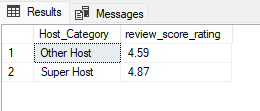 Results Messages
Host_Category review_score_rating
1 Other Host 4.59
2 Super Host 4.87